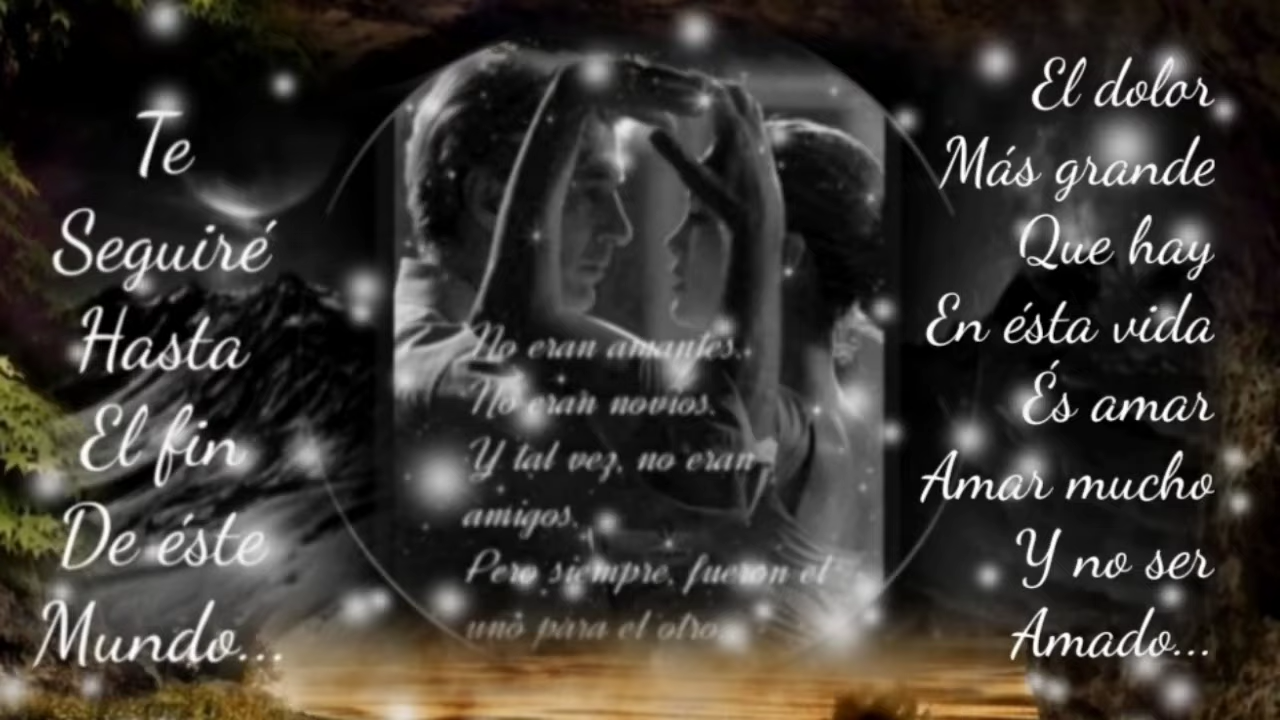 Te
Seguiré
Hasta
El fin
De éste
Mundo...
No eran amantes..
No eran novios.
Y tal vez, no eran
amigos.
Pero siempre, fueron el
uno para el otro.
El dolor
Más grande
Que hay
En ésta vida
És amar
Amar mucho
Y no ser
Amado...